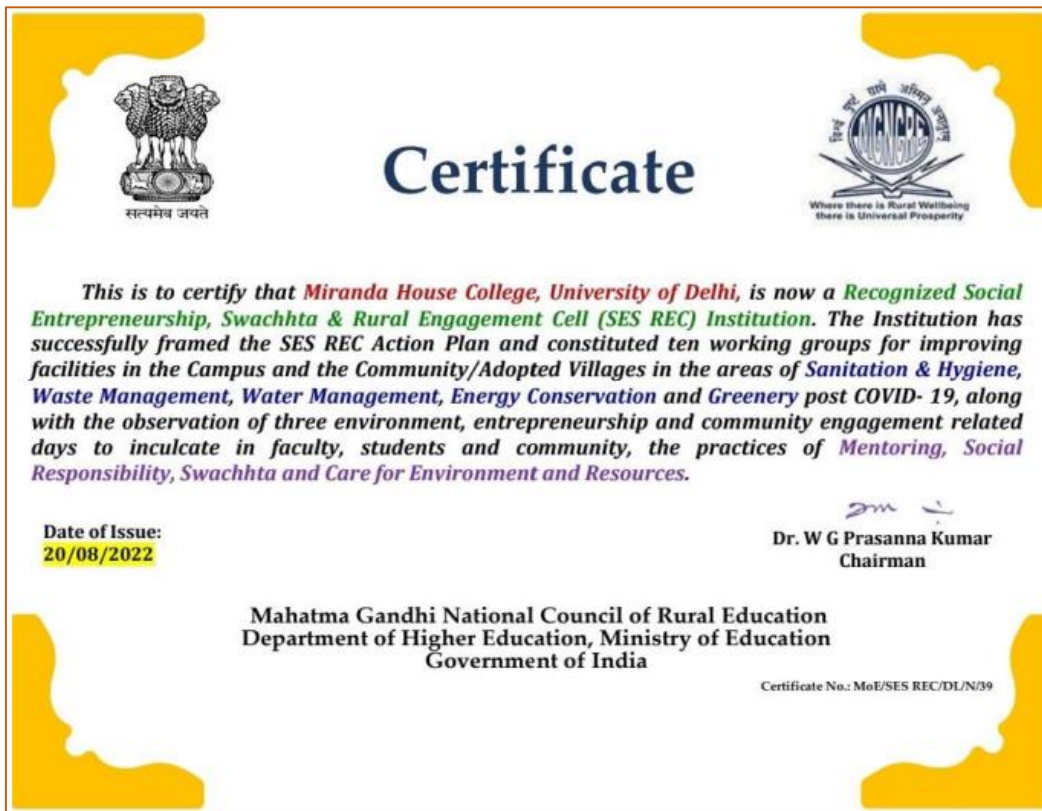 सत्यमेव जयते
Certificate
विश्वं पुष्टं ग्रामे अस्मिन् अनातुरम्
MGNCRE
Where there is Rural Wellbeing
there is Universal Prosperity
This is to certify that Miranda House College, University of Delhi, is now a Recognized Social
Entrepreneurship, Swachhta & Rural Engagement Cell (SES REC) Institution. The Institution has
successfully framed the SES REC Action Plan and constituted ten working groups for improving
facilities in the Campus and the Community/Adopted Villages in the areas of Sanitation & Hygiene,
Waste Management, Water Management, Energy Conservation and Greenery post COVID- 19, along
with the observation of three environment, entrepreneurship and community engagement related
days to inculcate in faculty, students and community, the practices of Mentoring, Social
Responsibility, Swachhta and Care for Environment and Resources.
Date of Issue:
20/08/2022
Dr. W G Prasanna Kumar
Chairman
Mahatma Gandhi National Council of Rural Education
Department of Higher Education, Ministry of Education
Government of India
Certificate No.: MoE/SES REC/DL/N/39